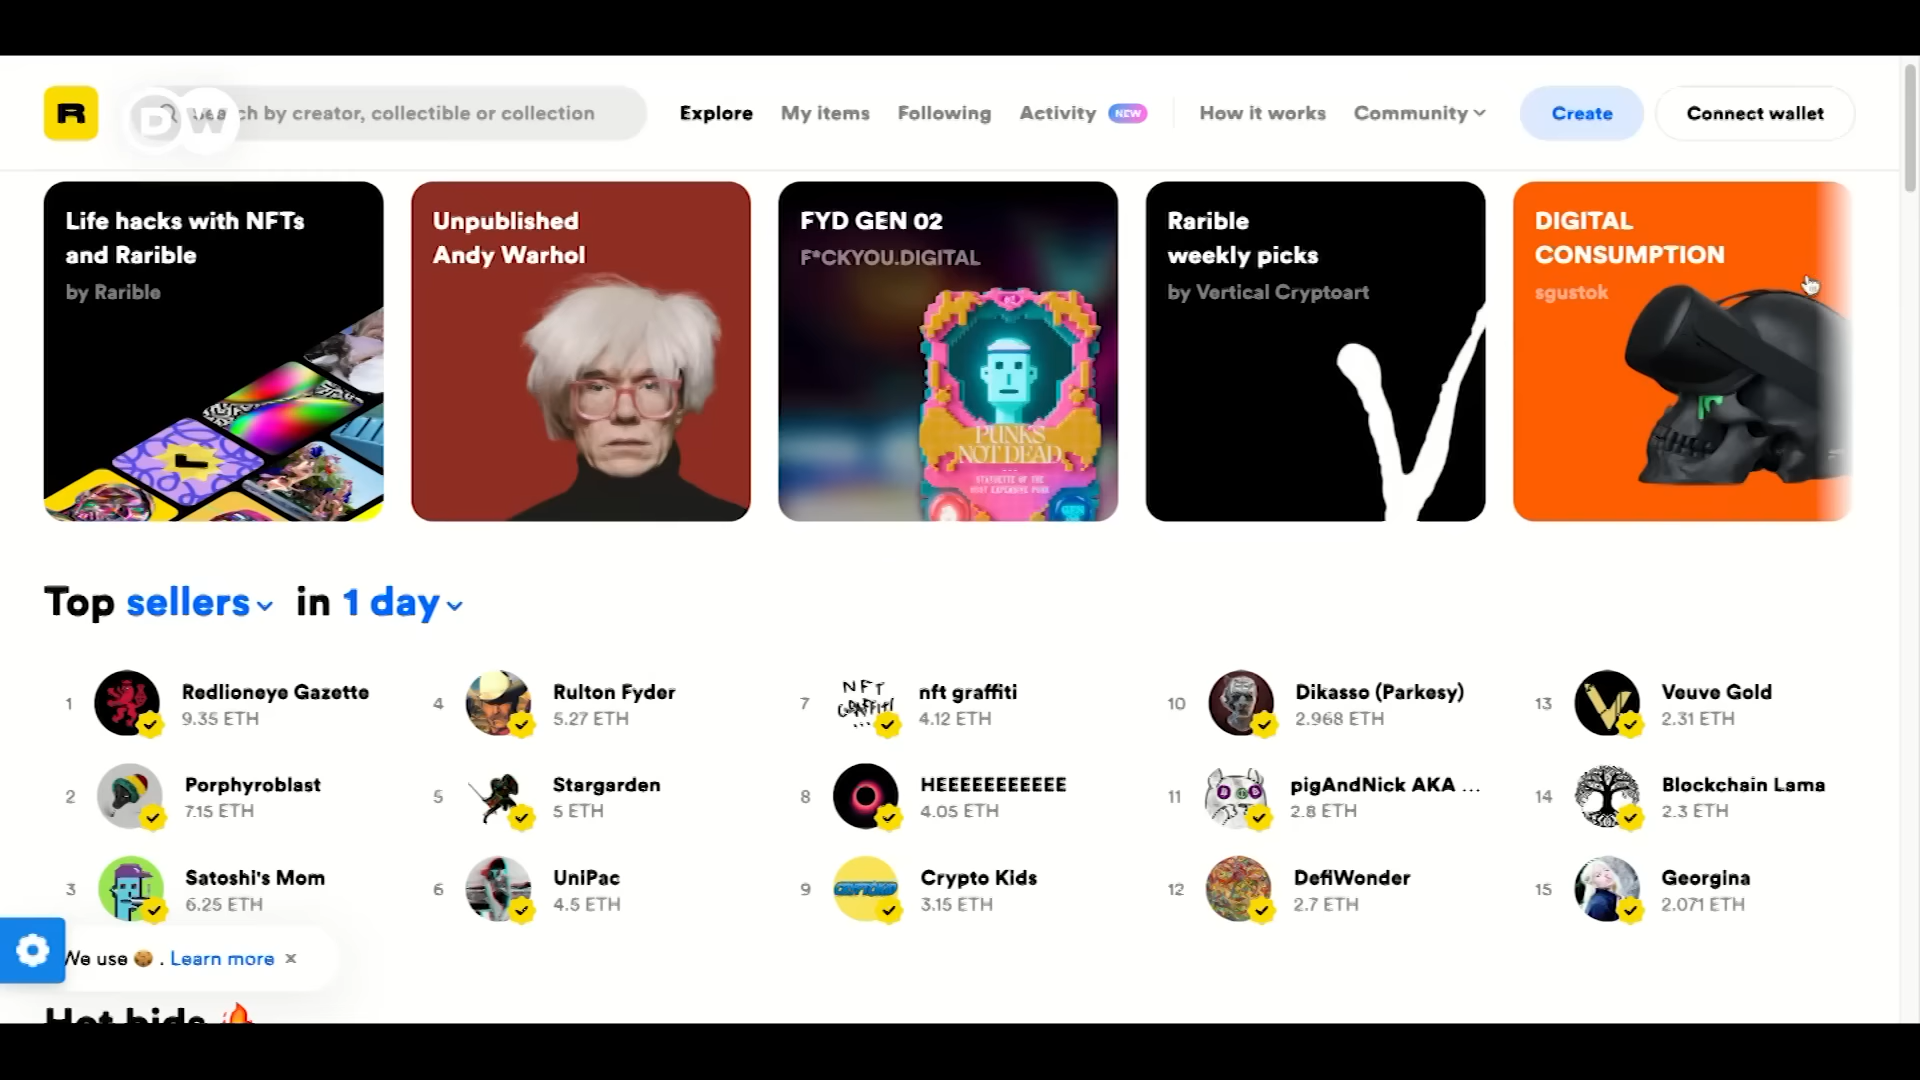 R
DW
Search by creator, collectible or collection
Explore
My items
Following
Activity NEW
How it works
Community
Create
Connect wallet
Life hacks with NFTs
and Rarible
by Rarible
Unpublished
Andy Warhol
FYD GEN 02
F*CKYOU.DIGITAL
PUNKS
NOT DEAD
Rarible
weekly picks
by Vertical Cryptoart
DIGITAL
CONSUMPTION
sgustok
Top sellers in 1 day
1
Redlioneye Gazette
9.35 ETH
2
Porphyroblast
7.15 ETH
3
Satoshi's Mom
6.25 ETH
4
Rulton Fyder
5.27 ETH
5
Stargarden
5 ETH
6
UniPac
4.5 ETH
7
NFT
nft graffiti
4.12 ETH
8
HEEEEEEEEEEE
4.05 ETH
9
Crypto Kids
3.15 ETH
10
Dikasso (Parkesy)
2.968 ETH
11
pigAndNick AKA ...
2.8 ETH
12
DefiWonder
2.7 ETH
13
Veuve Gold
2.31 ETH
14
Blockchain Lama
2.3 ETH
15
Georgina
2.071 ETH
We use 🍪 . Learn more ×
Hot bids 🔥